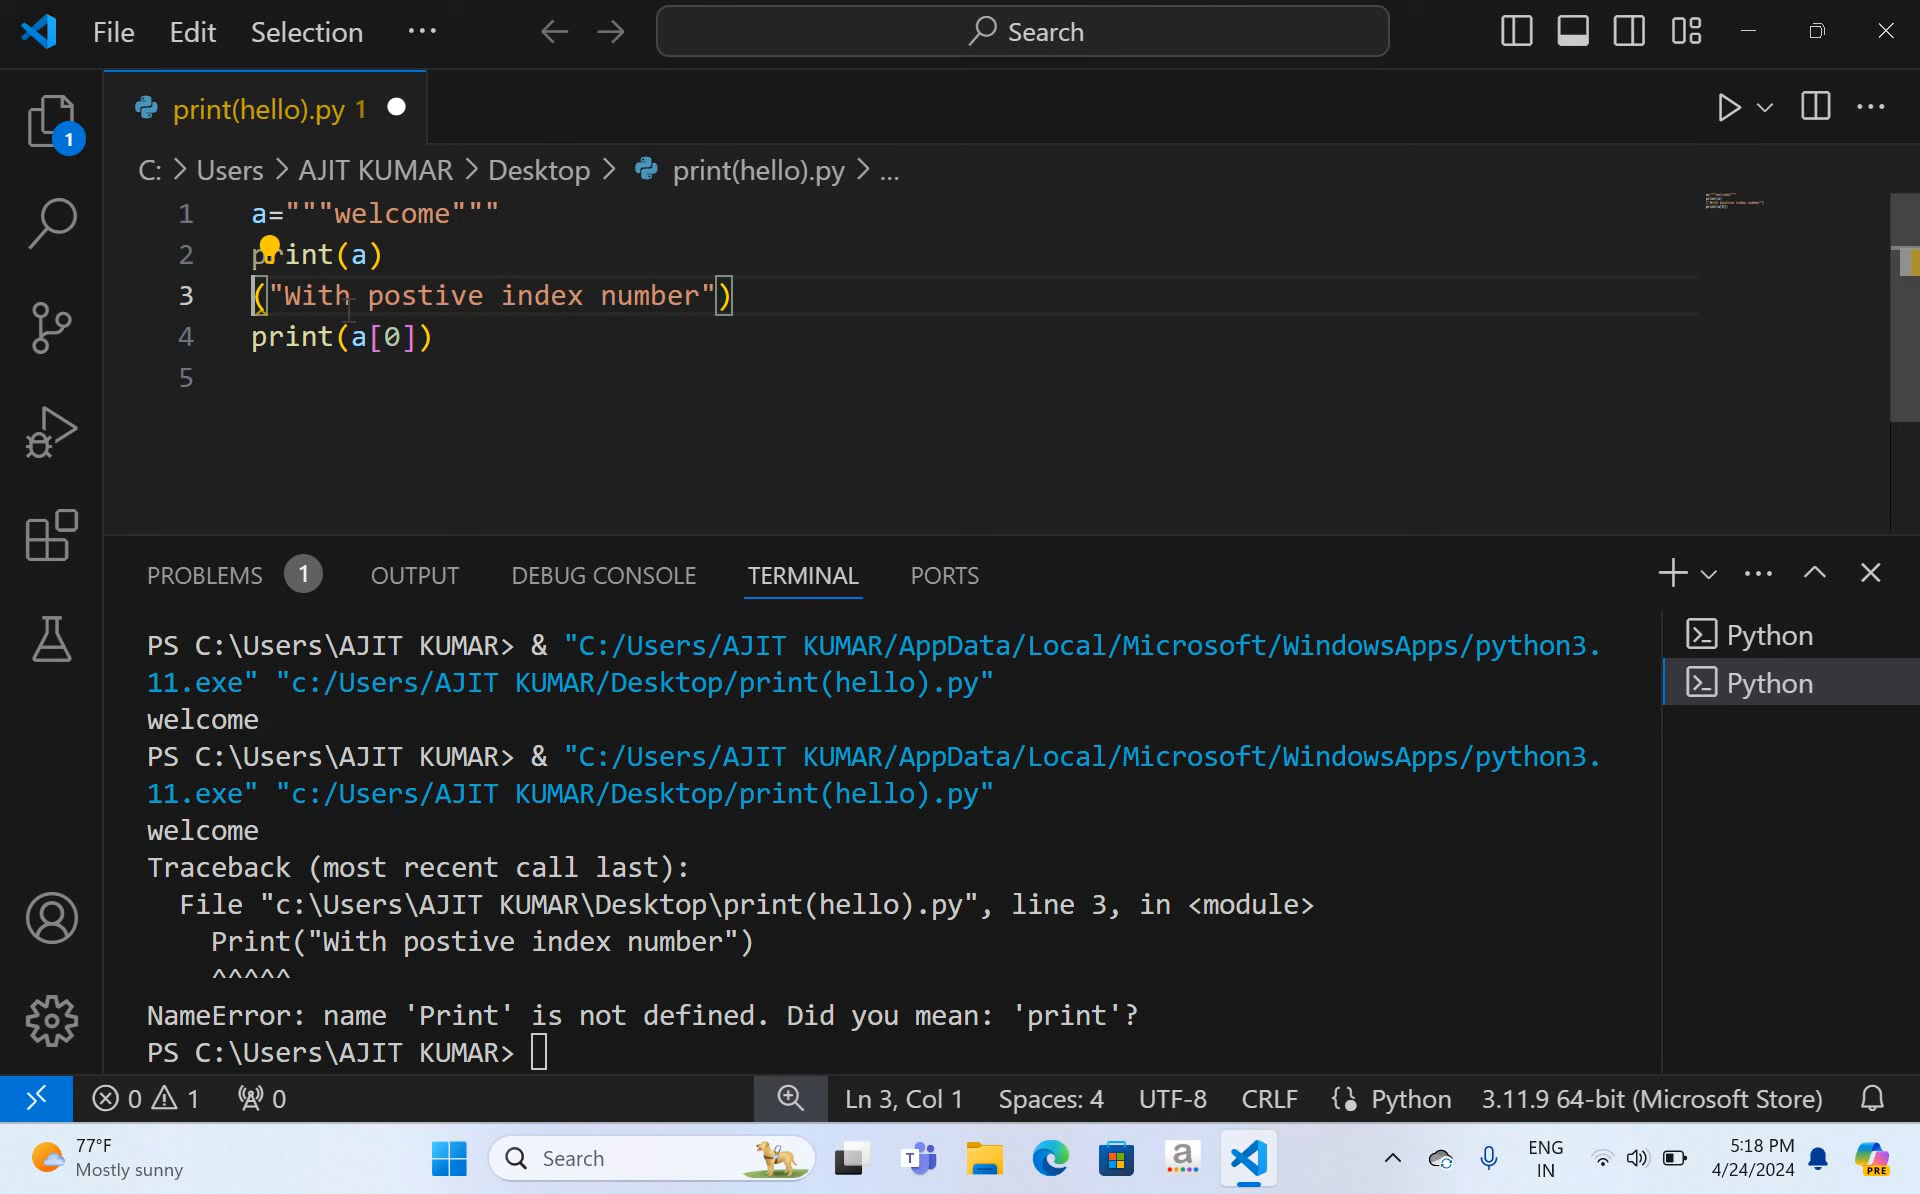 File Edit Selection ··· Search
print(hello).py 1
C: > Users > AJIT KUMAR > Desktop > print(hello).py > ...
1 a="""welcome"""
2 print(a)
3 ("With postive index number")
4 print(a[0])
5
1
PROBLEMS 1 OUTPUT DEBUG CONSOLE TERMINAL PORTS
PS C:\Users\AJIT KUMAR> & "C:/Users/AJIT KUMAR/AppData/Local/Microsoft/WindowsApps/python3.
11.exe" "c:/Users/AJIT KUMAR/Desktop/print(hello).py"
welcome
PS C:\Users\AJIT KUMAR> & "C:/Users/AJIT KUMAR/AppData/Local/Microsoft/WindowsApps/python3.
11.exe" "c:/Users/AJIT KUMAR/Desktop/print(hello).py"
welcome
Traceback (most recent call last):
File "c:\Users\AJIT KUMAR\Desktop\print(hello).py", line 3, in <module>
Print("With postive index number")
^^^^^
NameError: name 'Print' is not defined. Did you mean: 'print'?
PS C:\Users\AJIT KUMAR>
Python
Python
0 1 0 Ln 3, Col 1 Spaces: 4 UTF-8 CRLF Python 3.11.9 64-bit (Microsoft Store)
77°F
Mostly sunny
Search
ENG
IN
5:18 PM
4/24/2024
PRE